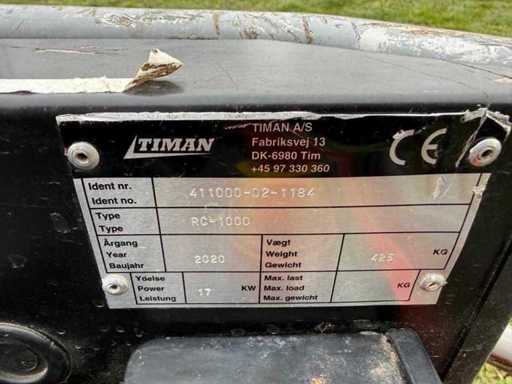 TIMAN
TIMAN A/S
Fabriksvej 13
DK-6980 Tim
+45 97 330 360
CE
Ident nr.
Ident no.
411000-02-1184
Type
Type
RC-1000
Årgang
Year
Baujahr
2020
Vægt
Weight
Gewicht
425
KG
Ydelse
Power
Leistung
17
KW
Max. last
Max. load
Max. gewicht
KG